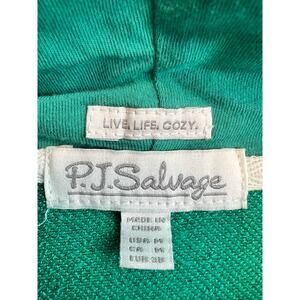 LIVE. LIFE. COZY.
P.J.Salvage
MADE IN
CHINA
USA M
CA M
EUR 38